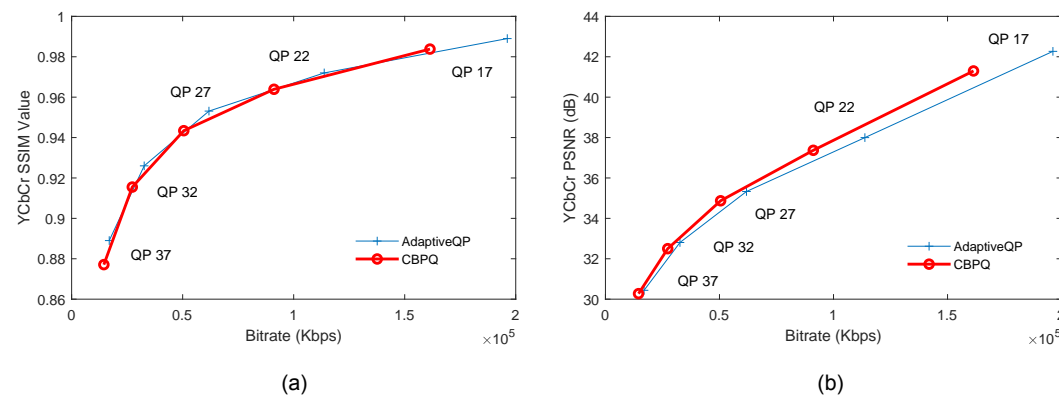 1
0.98
0.96
0.94
0.92
0.9
0.88
0.86
YCbCr SSIM Value
QP 22
QP 27
QP 17
QP 32
QP 37
AdaptiveQP
CBPQ
0 0.5 1 1.5 2
Bitrate (Kbps)
×10^5
(a)
44
42
40
38
36
34
32
30
YCbCr PSNR (dB)
QP 17
QP 22
QP 27
QP 32
QP 37
AdaptiveQP
CBPQ
0 0.5 1 1.5 2
Bitrate (Kbps)
×10^5
(b)